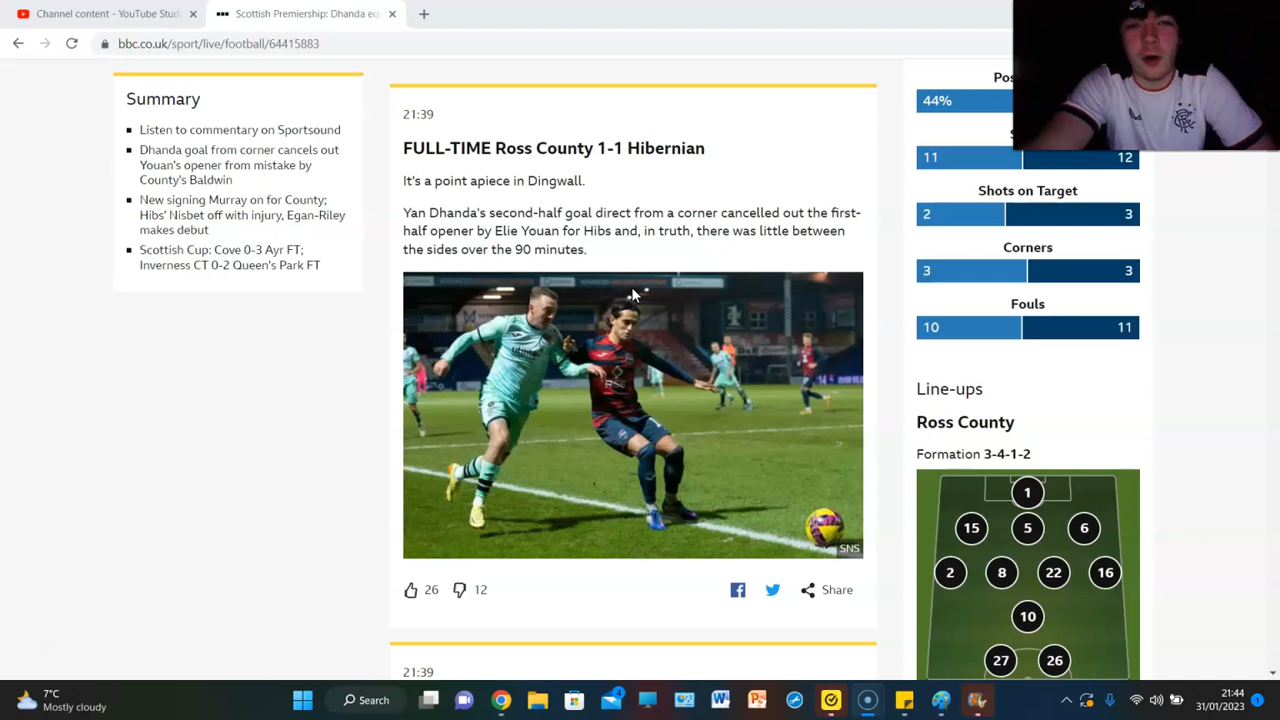 Channel content - YouTube Stud
Scottish Premiership: Dhanda eq
bbc.co.uk/sport/live/football/64415883
Summary
Listen to commentary on Sportsound
Dhanda goal from corner cancels out
Youan's opener from mistake by
County's Baldwin
New signing Murray on for County;
Hibs' Nisbet off with injury, Egan-Riley
makes debut
Scottish Cup: Cove 0-3 Ayr FT;
Inverness CT 0-2 Queen's Park FT
21:39
FULL-TIME Ross County 1-1 Hibernian
It's a point apiece in Dingwall.
Yan Dhanda's second-half goal direct from a corner cancelled out the first-
half opener by Elie Youan for Hibs and, in truth, there was little between
the sides over the 90 minutes.
SNS
26
12
Share
21:39
44%
11 12
Shots on Target
2 3
Corners
3 3
Fouls
10 11
Line-ups
Ross County
Formation 3-4-1-2
1
15 5 6
2 8 22 16
10
27 26
7°C
Mostly cloudy
Search
4
21:44
31/01/2023